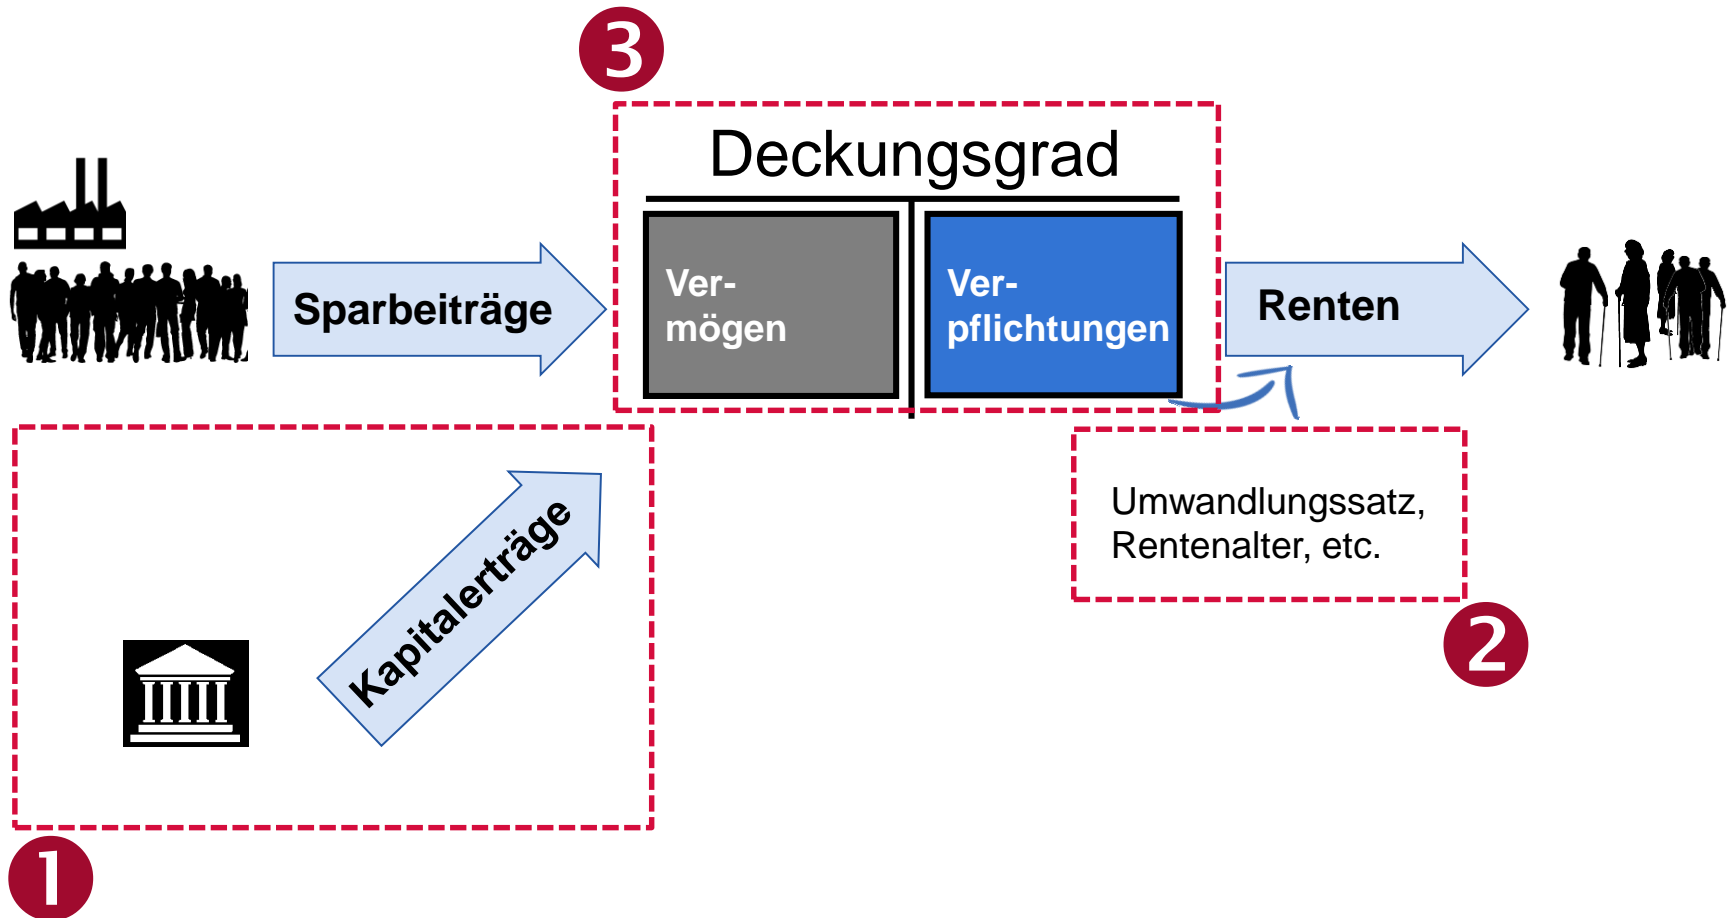 3
Deckungsgrad
Sparbeiträge
Ver-
mögen
Ver-
pflichtungen
Renten
Kapitalerträge
Umwandlungssatz,
Rentenalter, etc.
2
1